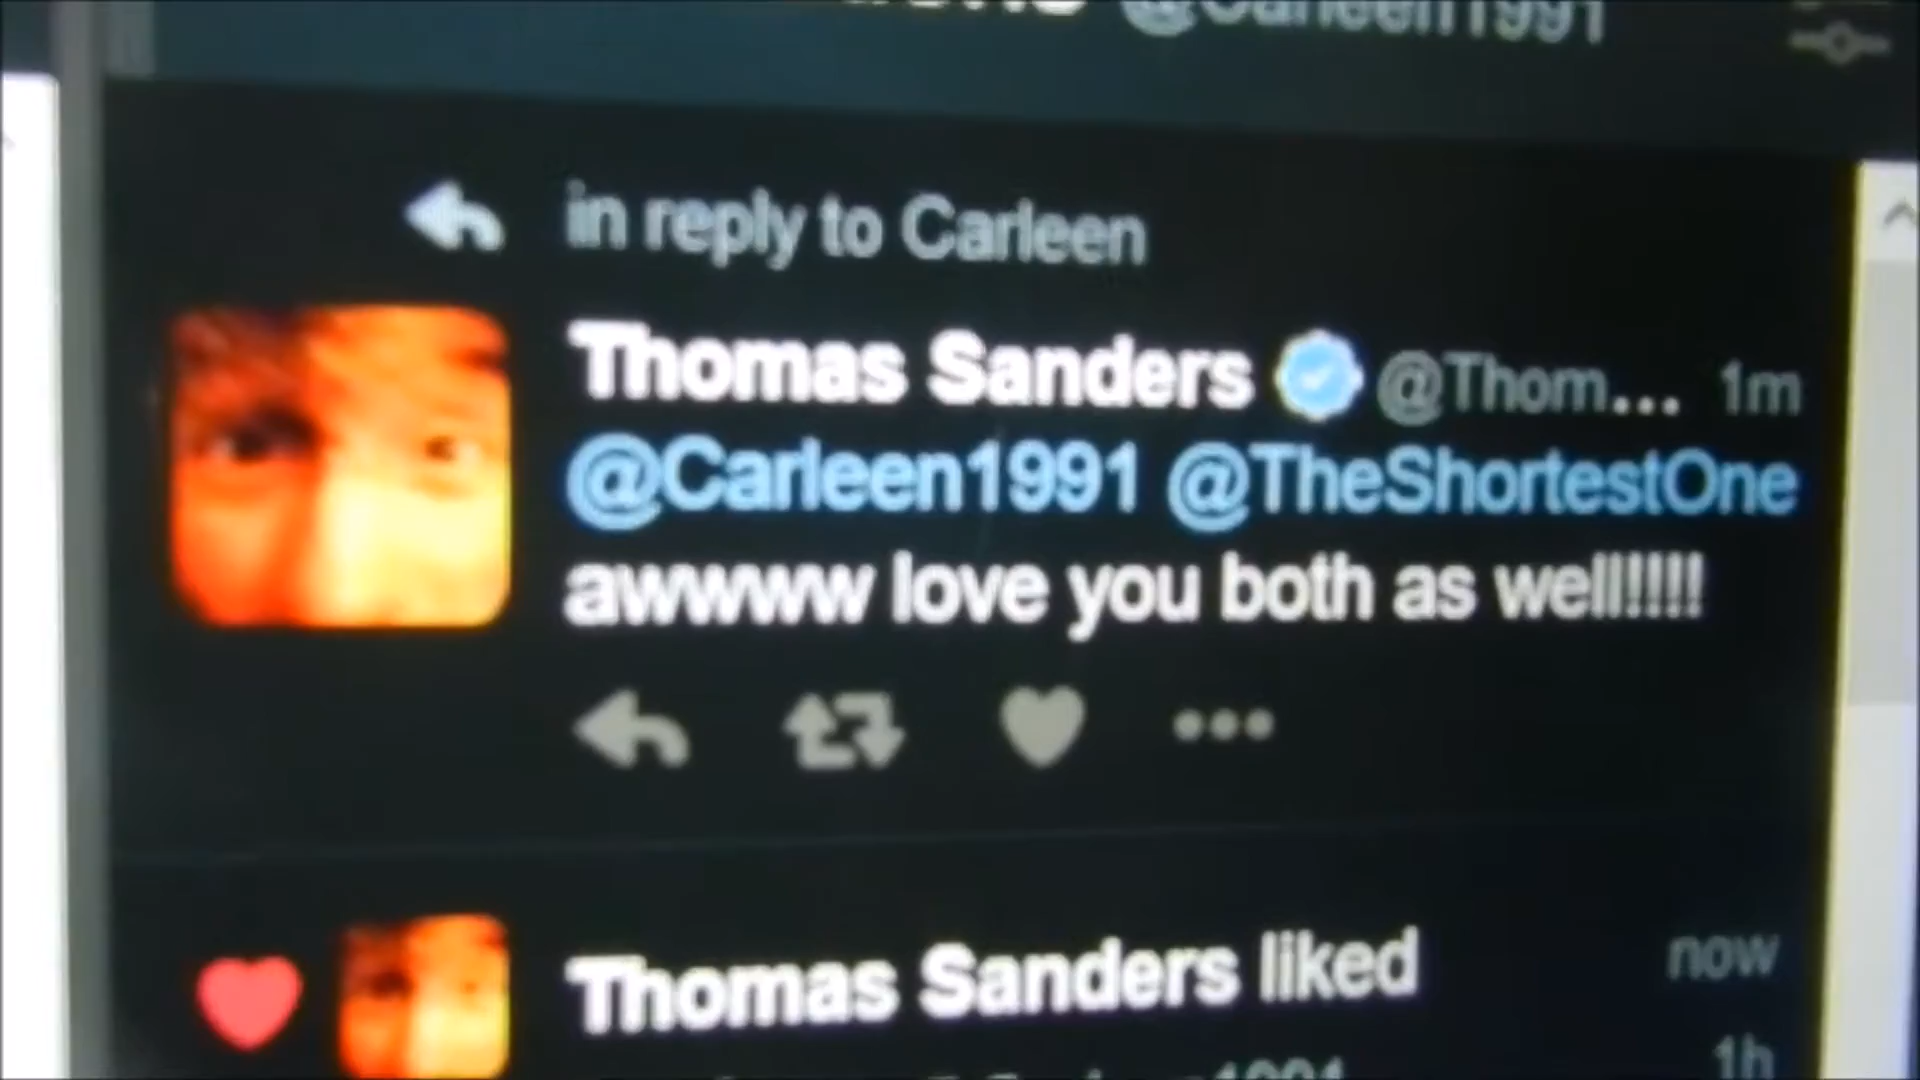 @Carleen1991
in reply to Carleen
Thomas Sanders @Thom... 1m
@Carleen1991 @TheShortestOne
awwww love you both as well!!!!
Thomas Sanders liked now
1h